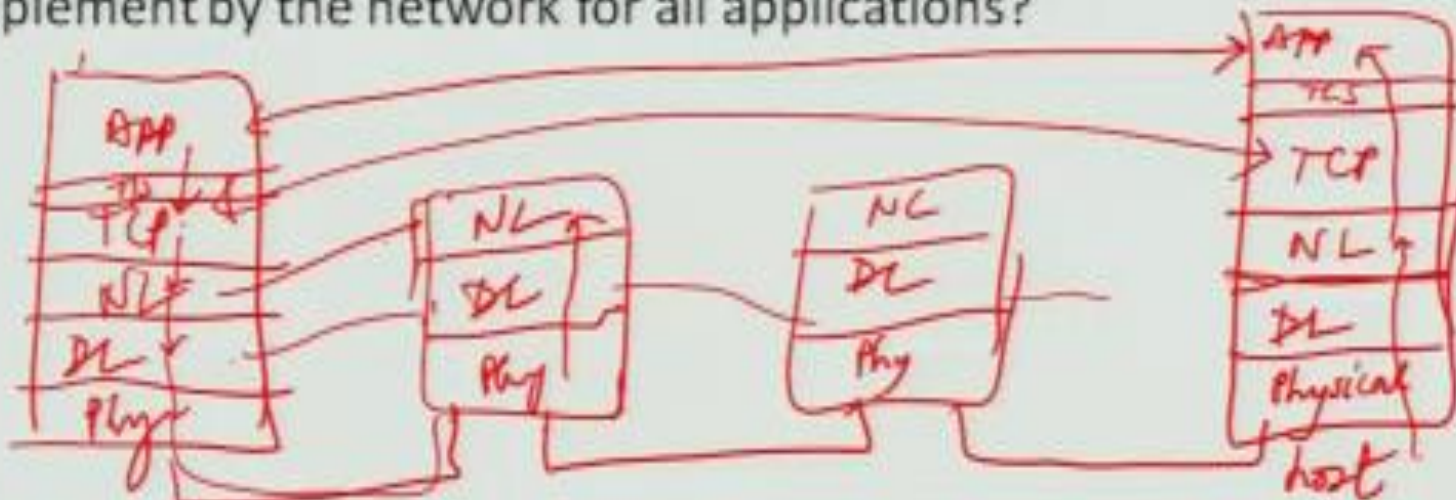 plement by the network for all applications?
APP
TCP
NL
DL
Phy
NL
DL
Phy
NL
DL
Phy
APP
TCP
NL
DL
Physical
host